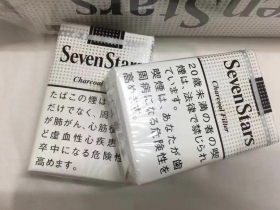 SevenStars
SevenStars
Charcoal Filter
たばこの煙は
だけでなく、周
が肺がん、心筋
ど虚血性心疾患
卒中になる危険性
高めます。
SevenStars
Charcoal Filter
20歳未満の者の喫
煙は、法律で禁じられ
ています。
喫煙は、あなたが歯
周病になる危険性を
高めま